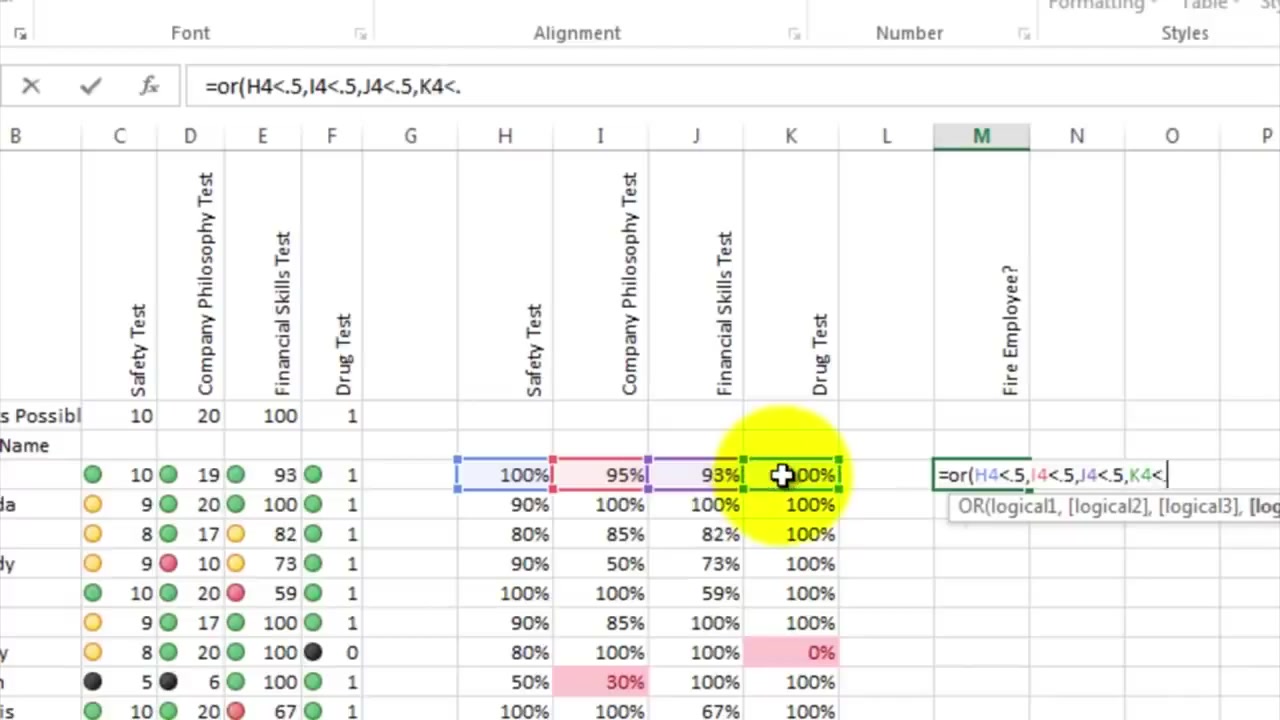 Formatting Table
Font Alignment Number Styles
fx =or(H4<.5,I4<.5,J4<.5,K4<.
B C D E F G H I J K L M N O P
Safety Test Company Philosophy Test Financial Skills Test Drug Test Safety Test Company Philosophy Test Financial Skills Test Drug Test Fire Employee?
s Possibl 10 20 100 1
Name
10 19 93 1 100% 95% 93% 100% =or(H4<.5,I4<.5,J4<.5,K4<.
da 9 20 100 1 90% 100% 100% 100% OR(logical1, [logical2], [logical3], [log
8 17 82 1 80% 85% 82% 100%
dy 9 10 73 1 90% 50% 73% 100%
10 20 59 1 100% 100% 59% 100%
9 17 100 1 90% 85% 100% 100%
y 8 20 100 0 80% 100% 100% 0%
n 5 6 100 1 50% 30% 100% 100%
is 10 20 67 1 100% 100% 67% 100%